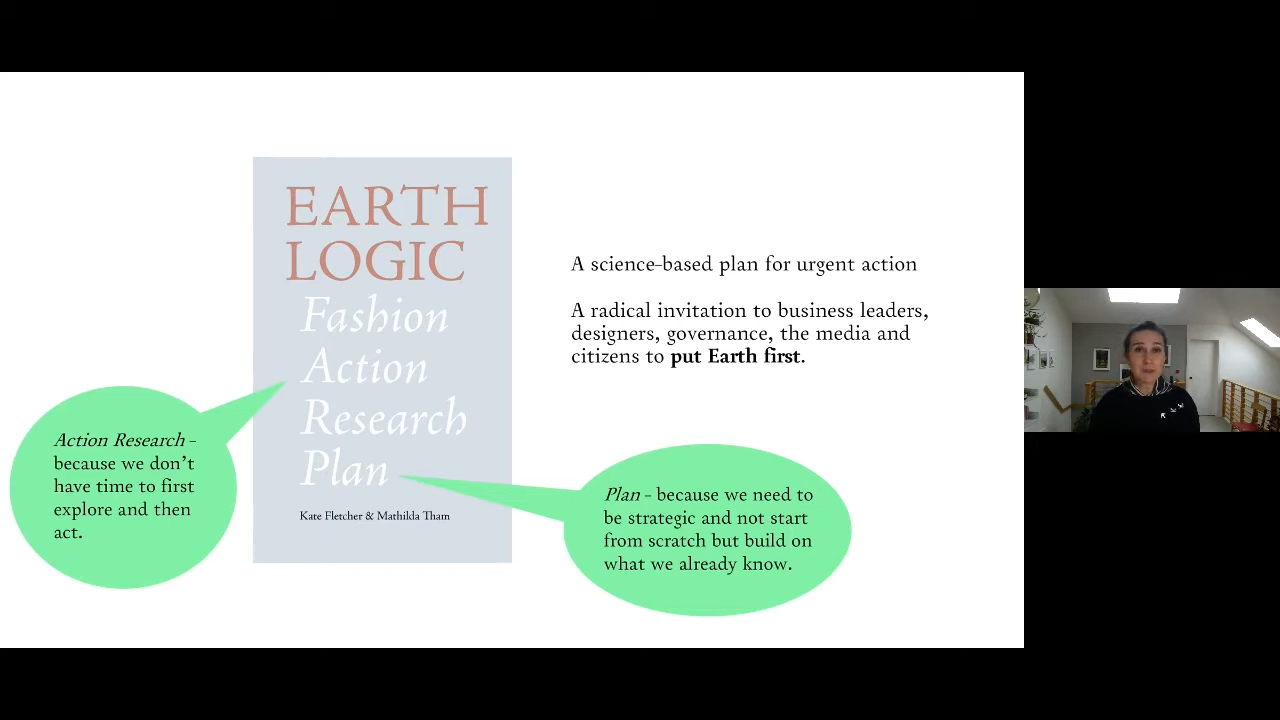 EARTH
LOGIC
Fashion
Action
Research
Plan
Kate Fletcher & Mathilda Tham
A science-based plan for urgent action
A radical invitation to business leaders,
designers, governance, the media and
citizens to put Earth first.
Action Research -
because we don't
have time to first
explore and then
act.
Plan - because we need to
be strategic and not start
from scratch but build on
what we already know.